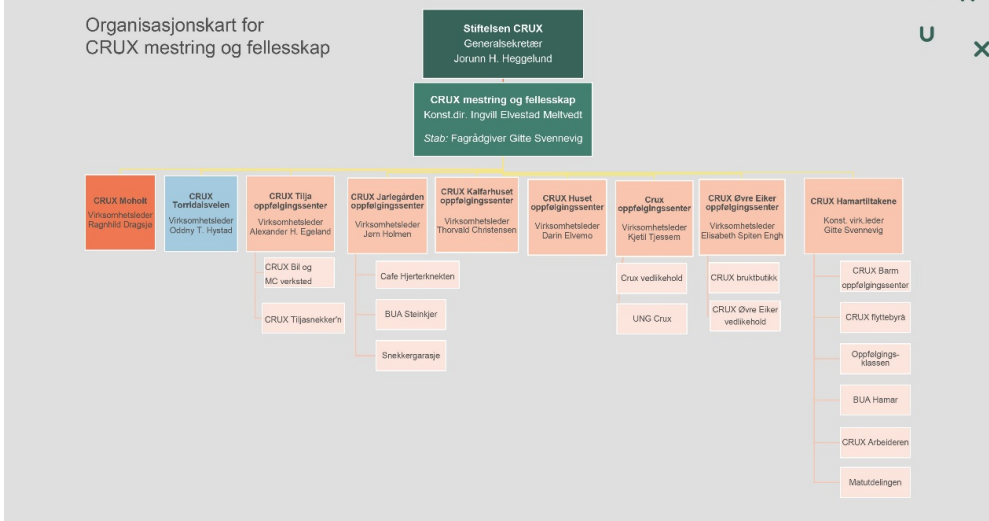 Organisasjonskart for
CRUX mestring og fellesskap
U
X
Stiftelsen CRUX
Generalsekretær
Jorunn H. Heggelund
CRUX mestring og fellesskap
Konst.dir. Ingvill Elvestad Meltvedt
Stab: Fagrådgiver Gitte Svennevig
CRUX Moholt
Virksomhetsleder
Ragnhild Dragsjø
CRUX
Torridalsveien
Virksomhetsleder
Oddny T. Hystad
CRUX Tilja
oppfølgingssenter
Virksomhetsleder
Alexander H. Egeland
CRUX Bil og
MC verksted
CRUX Tiljasnekker'n
CRUX Jarlegården
oppfølgingssenter
Virksomhetsleder
Jørn Holmen
Cafe Hjerterknekten
BUA Steinkjer
Snekkergarasje
CRUX Kalfarhuset
oppfølgingssenter
Virksomhetsleder
Thorvald Christensen
CRUX Huset
oppfølgingssenter
Virksomhetsleder
Darin Elvemo
Crux
oppfølgingssenter
Virksomhetsleder
Kjetil Tjessem
Crux vedlikehold
UNG Crux
CRUX Øvre Eiker
oppfølgingssenter
Virksomhetsleder
Elisabeth Spiten Engh
CRUX bruktbutikk
CRUX Øvre Eiker
vedlikehold
CRUX Hamartiltakene
Konst. virk.leder
Gitte Svennevig
CRUX Barm
oppfølgingssenter
CRUX flyttebyrå
Oppfølgings-
klassen
BUA Hamar
CRUX Arbeideren
Matutdelingen